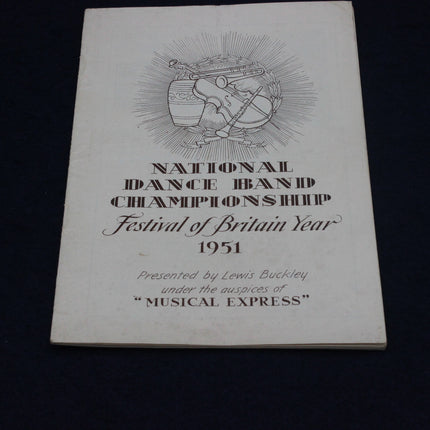 NATIONAL
DANCE BAND
CHAMPIONSHIP
Festival of Britain Year
1951
Presented by Lewis Buckley
under the auspices of
"MUSICAL EXPRESS"